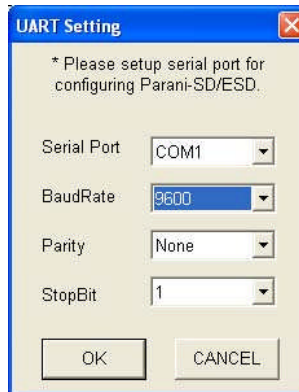 UART Setting
* Please setup serial port for
configuring Parani-SD/ESD.
Serial Port COM1
BaudRate 9600
Parity None
StopBit 1
OK CANCEL